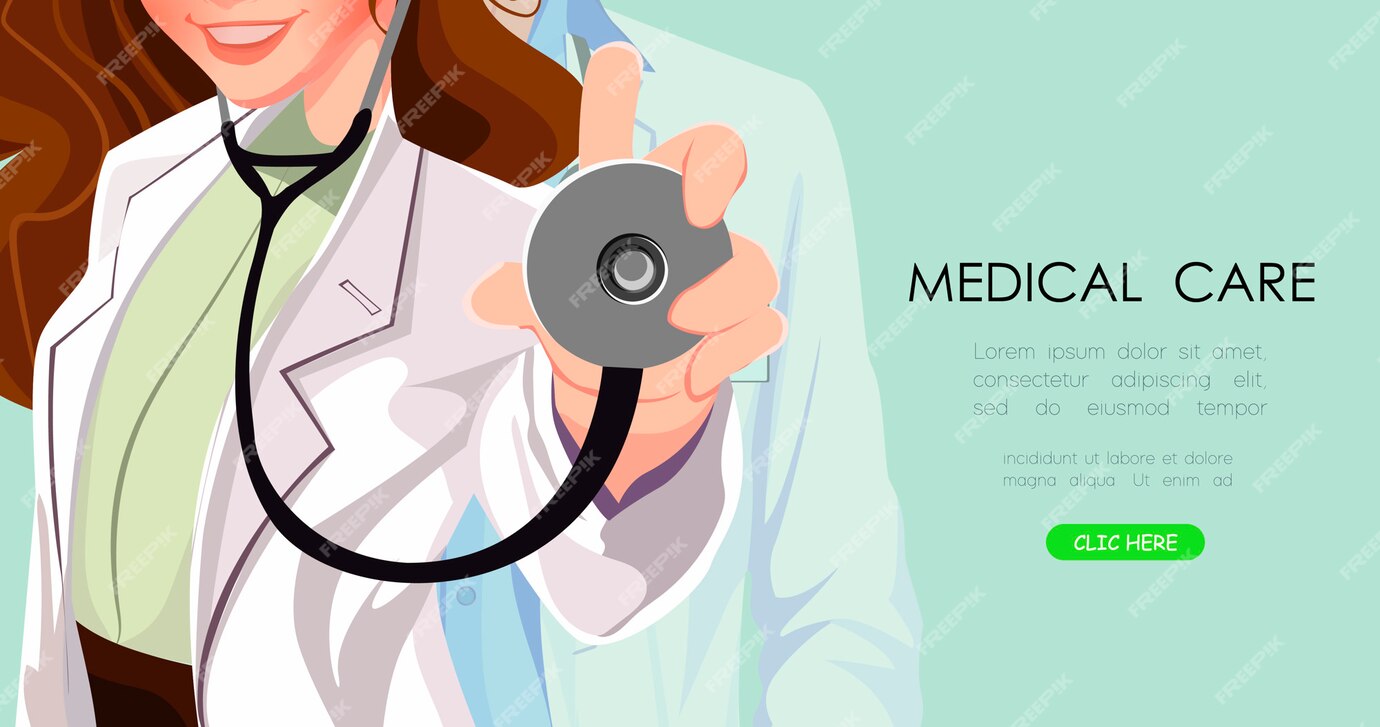 MEDICAL CARE
Lorem ipsum dolor sit amet,
consectetur adipiscing elit,
sed do eiusmod tempor
incididunt ut labore et dolore
magna aliqua Ut enim ad
CLIC HERE
FREEPIK